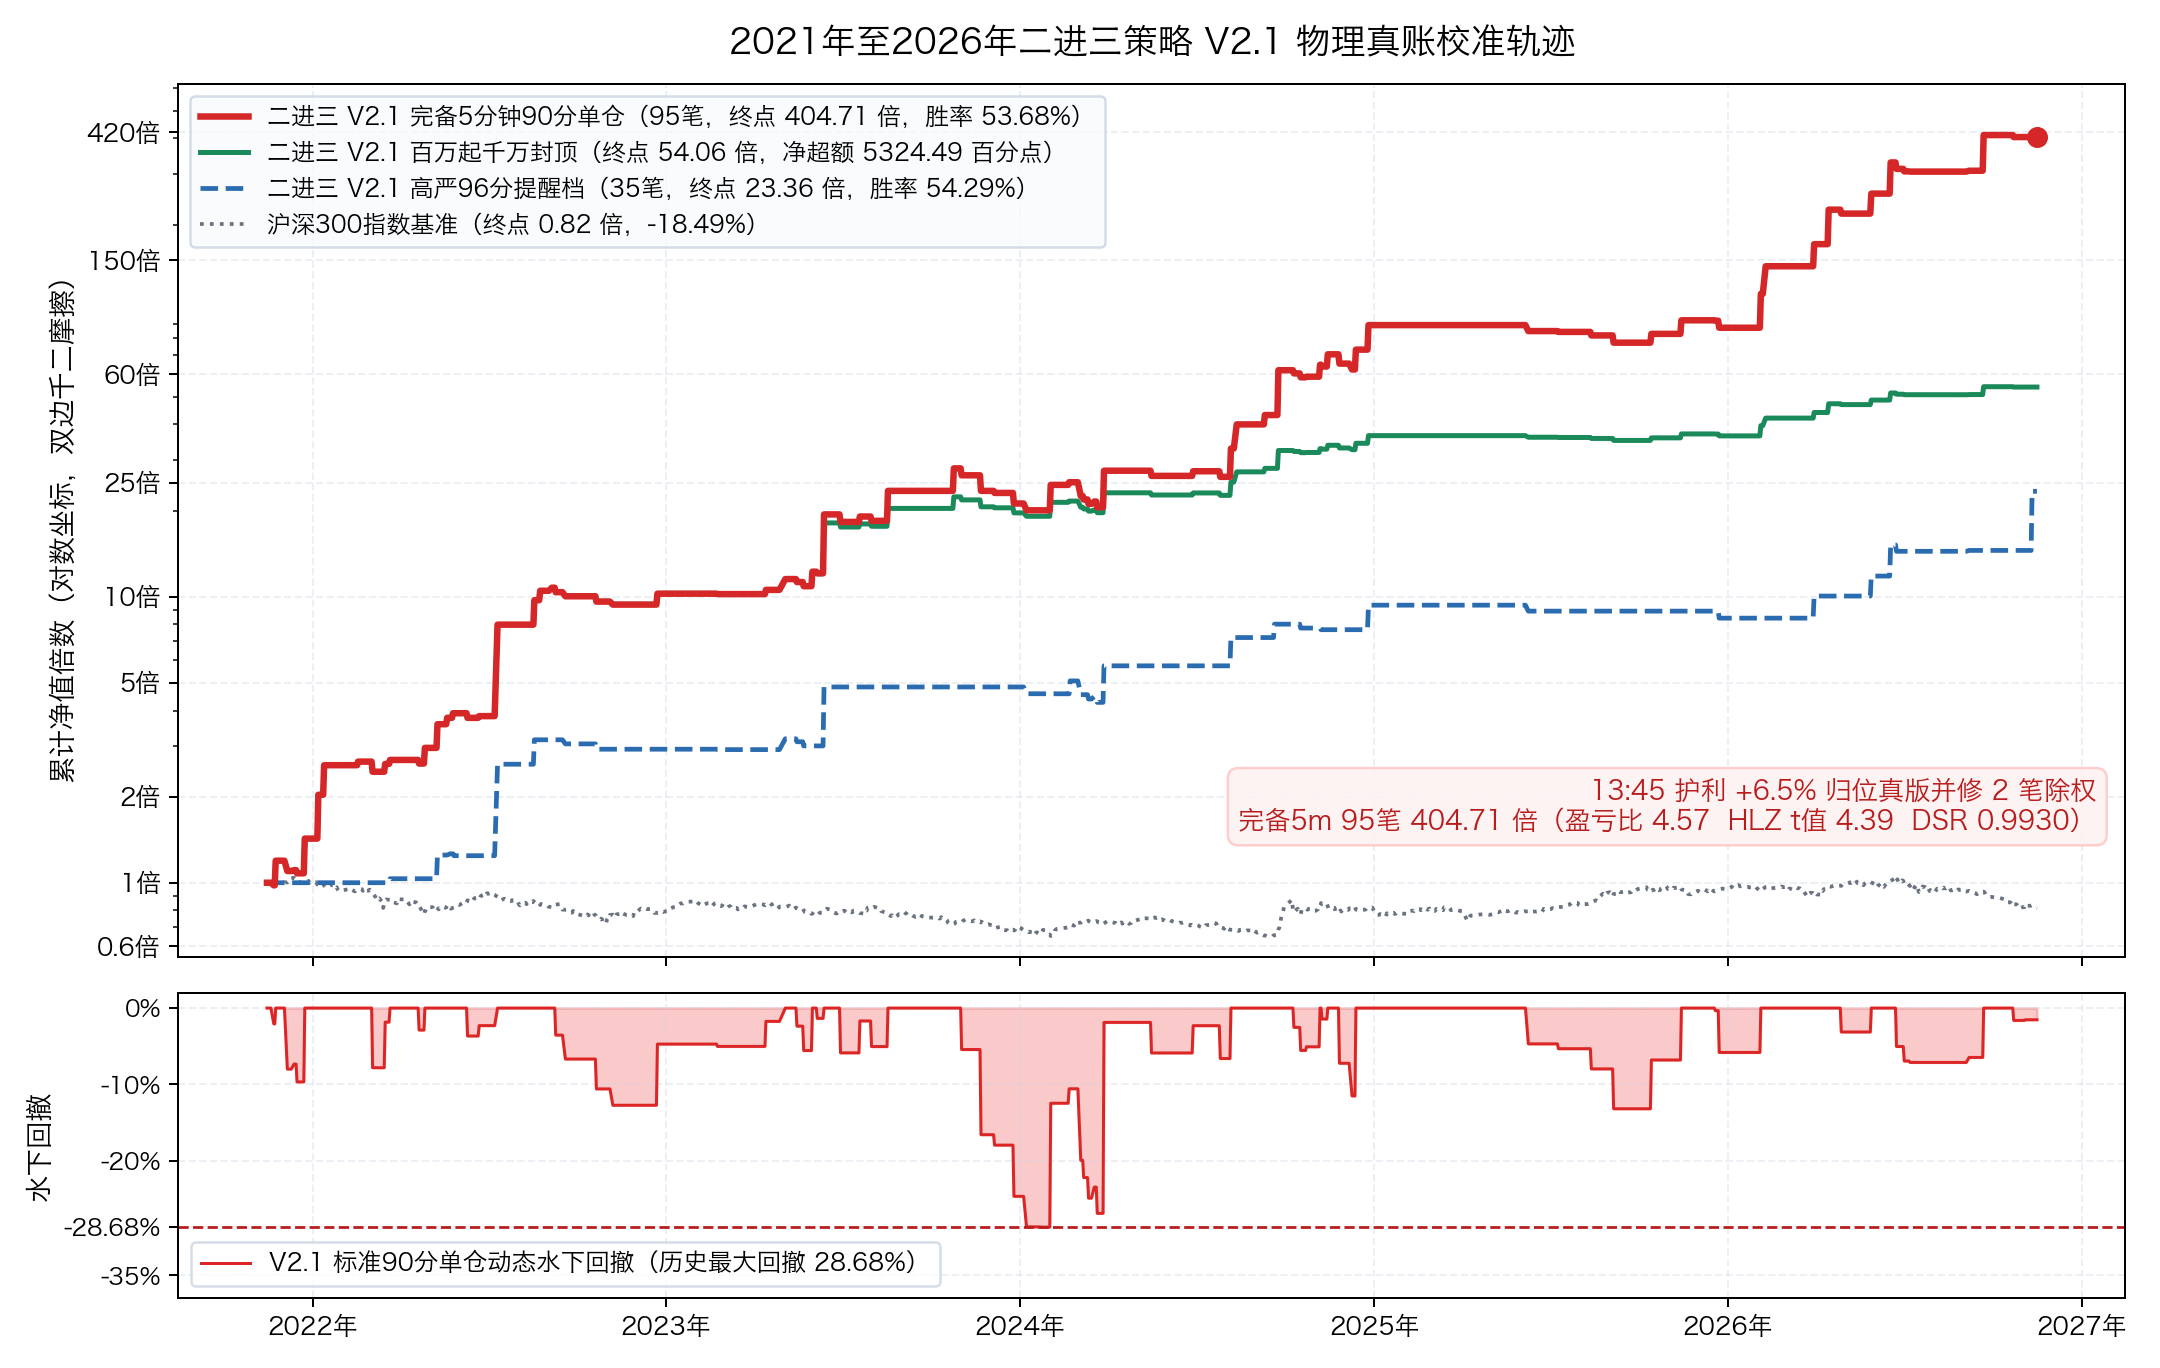 2021年至2026年二进三策略 V2.1 物理真账校准轨迹
二进三 V2.1 完备5分钟90分单仓（95笔，终点 404.71 倍，胜率 53.68%）
二进三 V2.1 百万起千万封顶（终点 54.06 倍，净超额 5324.49 百分点）
二进三 V2.1 高严96分提醒档（35笔，终点 23.36 倍，胜率 54.29%）
沪深300指数基准（终点 0.82 倍，-18.49%）
累计净值倍数（对数坐标，双边千二摩擦）
420倍
150倍
60倍
25倍
10倍
5倍
2倍
1倍
0.6倍
13:45 护利 +6.5% 归位真版并修 2 笔除权
完备5m 95笔 404.71 倍（盈亏比 4.57  HLZ t值 4.39  DSR 0.9930）
水下回撤
0%
-10%
-20%
-28.68%
-35%
V2.1 标准90分单仓动态水下回撤（历史最大回撤 28.68%）
2022年
2023年
2024年
2025年
2026年
2027年